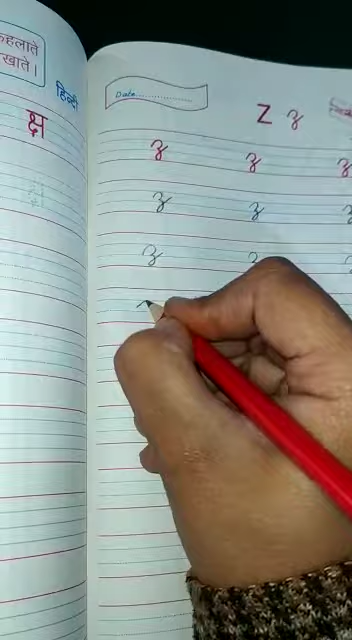 कहलाते
खाते।
हिन्दी
क्ष
क्ष
Date
Z z
z z z
z z z
z z